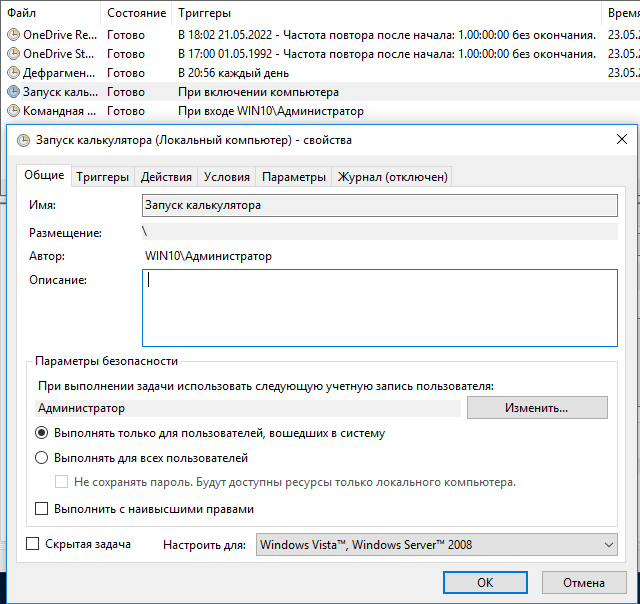 Файл Состояние Триггеры Время
OneDrive Re... Готово В 18:02 21.05.2022 - Частота повтора после начала: 1.00:00:00 без окончания. 23.05.2
OneDrive St... Готово В 17:00 01.05.1992 - Частота повтора после начала: 1.00:00:00 без окончания. 23.05.2
Дефрагмен... Готово В 20:56 каждый день 23.05.2
Запуск каль... Готово При включении компьютера
Командная ... Готово При входе WIN10\Администратор
Запуск калькулятора (Локальный компьютер) - свойства
Общие Триггеры Действия Условия Параметры Журнал (отключен)
Имя: Запуск калькулятора
Размещение: \
Автор: WIN10\Администратор
Описание:
Параметры безопасности
При выполнении задачи использовать следующую учетную запись пользователя:
Администратор Изменить...
Выполнять только для пользователей, вошедших в систему
Выполнять для всех пользователей
Не сохранять пароль. Будут доступны ресурсы только локального компьютера.
Выполнить с наивысшими правами
Скрытая задача Настроить для: Windows Vista™, Windows Server™ 2008
ОК Отмена